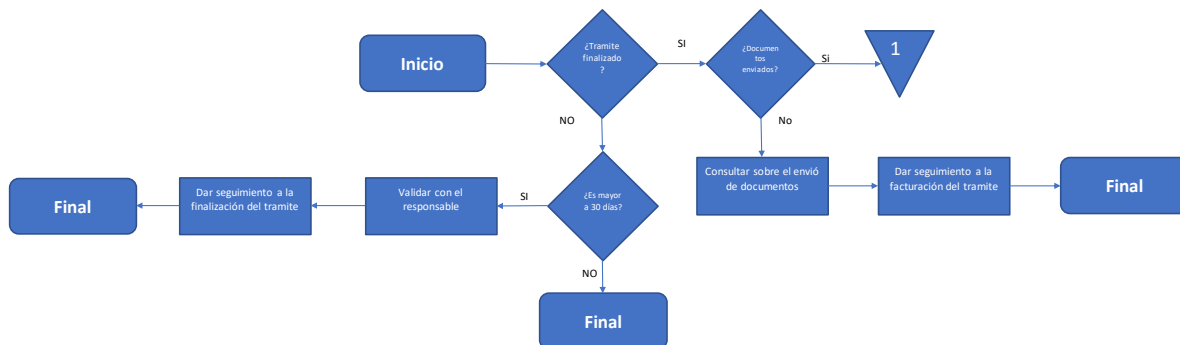 Inicio
¿Tramite
finalizado
?
SI
¿Documen
tos
enviados?
Si
1
NO
No
Final
Dar seguimiento a la
finalización del tramite
Validar con el
responsable
SI
¿Es mayor
a 30 días?
Consultar sobre el envió
de documentos
Dar seguimiento a la
facturación del tramite
Final
NO
Final